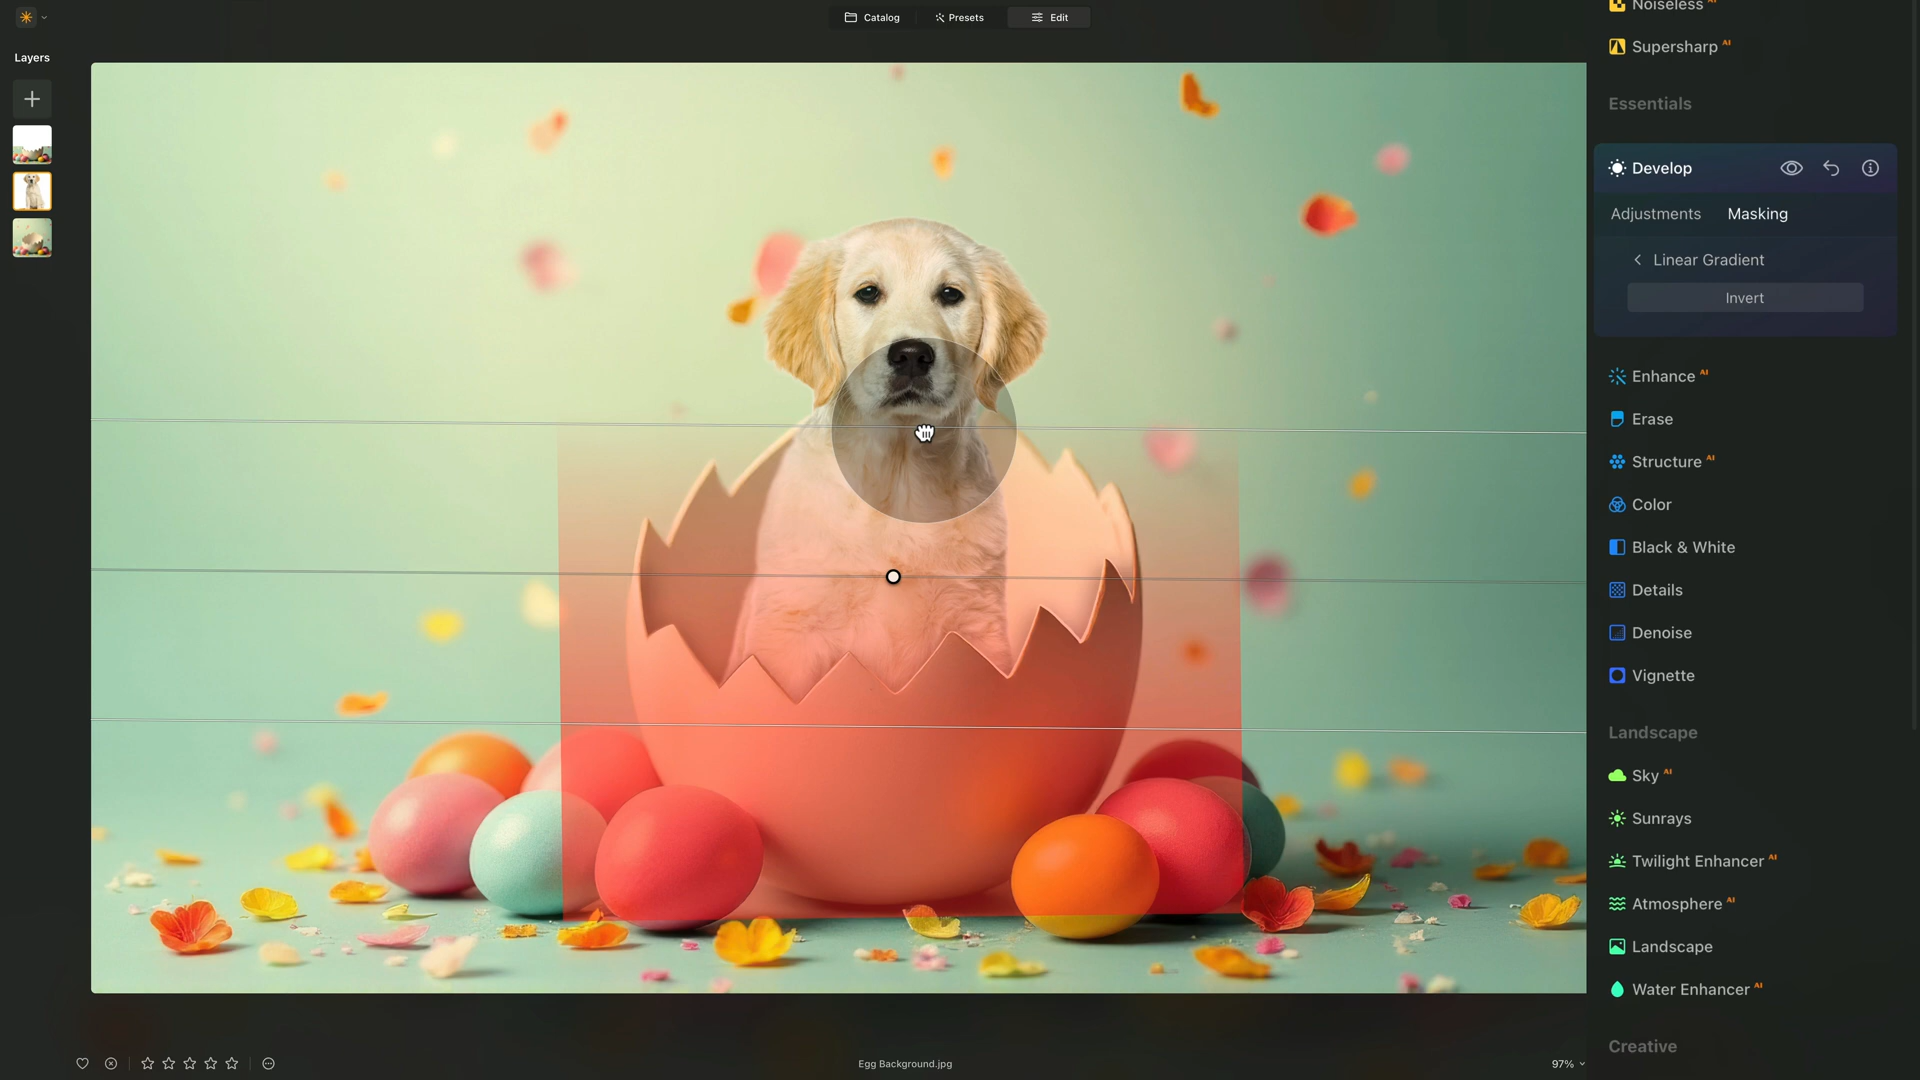 Catalog
Presets
Edit
Layers
Noiseless AI
Supersharp AI
Essentials
Develop
Adjustments
Masking
Linear Gradient
Invert
Enhance AI
Erase
Structure AI
Color
Black & White
Details
Denoise
Vignette
Landscape
Sky AI
Sunrays
Twilight Enhancer AI
Atmosphere AI
Landscape
Water Enhancer AI
Creative
Egg Background.jpg
97%